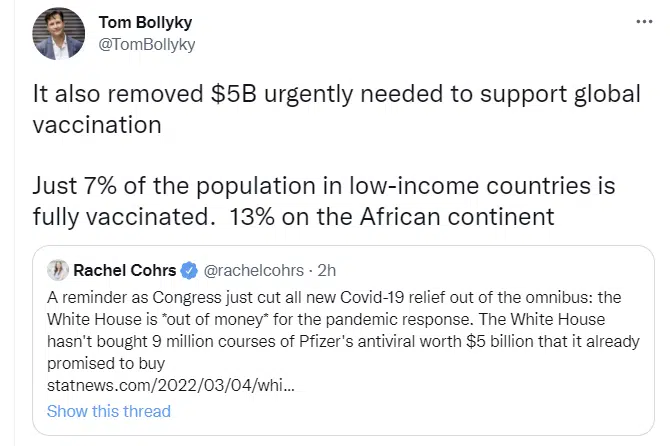 Tom Bollyky
@TomBollyky
It also removed $5B urgently needed to support global
vaccination
Just 7% of the population in low-income countries is
fully vaccinated.  13% on the African continent
Rachel Cohrs @rachelcohrs · 2h
A reminder as Congress just cut all new Covid-19 relief out of the omnibus: the
White House is *out of money* for the pandemic response. The White House
hasn't bought 9 million courses of Pfizer's antiviral worth $5 billion that it already
promised to buy
statnews.com/2022/03/04/whi…
Show this thread